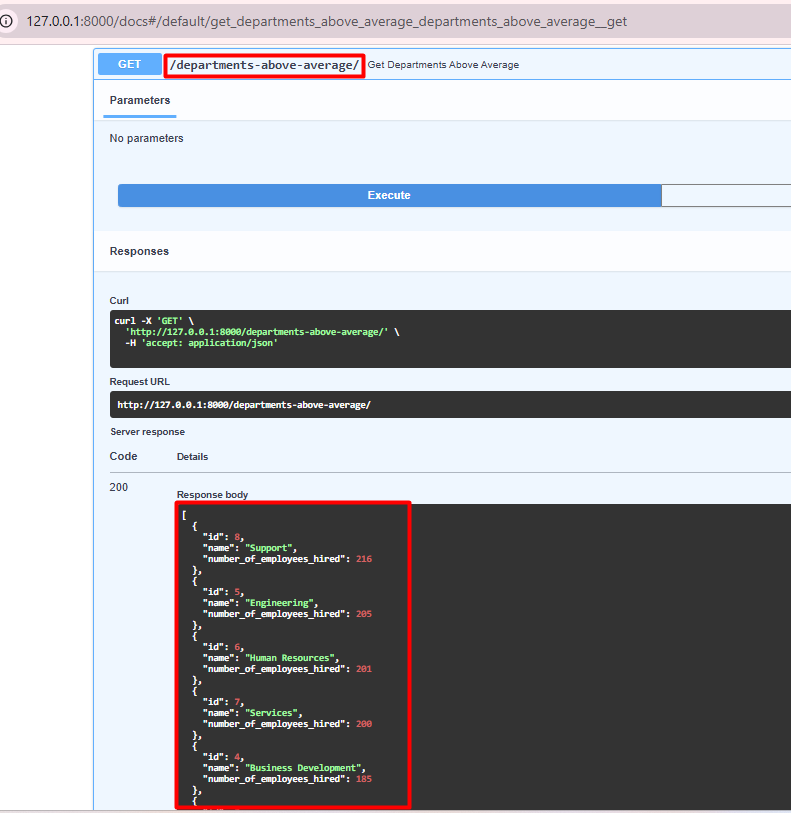 127.0.0.1:8000/docs#/default/get_departments_above_average_departments_above_average__get
GET /departments-above-average/ Get Departments Above Average
Parameters
No parameters
Execute
Responses
Curl
curl -X 'GET' \
  'http://127.0.0.1:8000/departments-above-average/' \
  -H 'accept: application/json'
Request URL
http://127.0.0.1:8000/departments-above-average/
Server response
Code Details
200
Response body
[
  {
    "id": 8,
    "name": "Support",
    "number_of_employees_hired": 216
  },
  {
    "id": 5,
    "name": "Engineering",
    "number_of_employees_hired": 205
  },
  {
    "id": 6,
    "name": "Human Resources",
    "number_of_employees_hired": 201
  },
  {
    "id": 7,
    "name": "Services",
    "number_of_employees_hired": 200
  },
  {
    "id": 4,
    "name": "Business Development",
    "number_of_employees_hired": 185
  },
  {